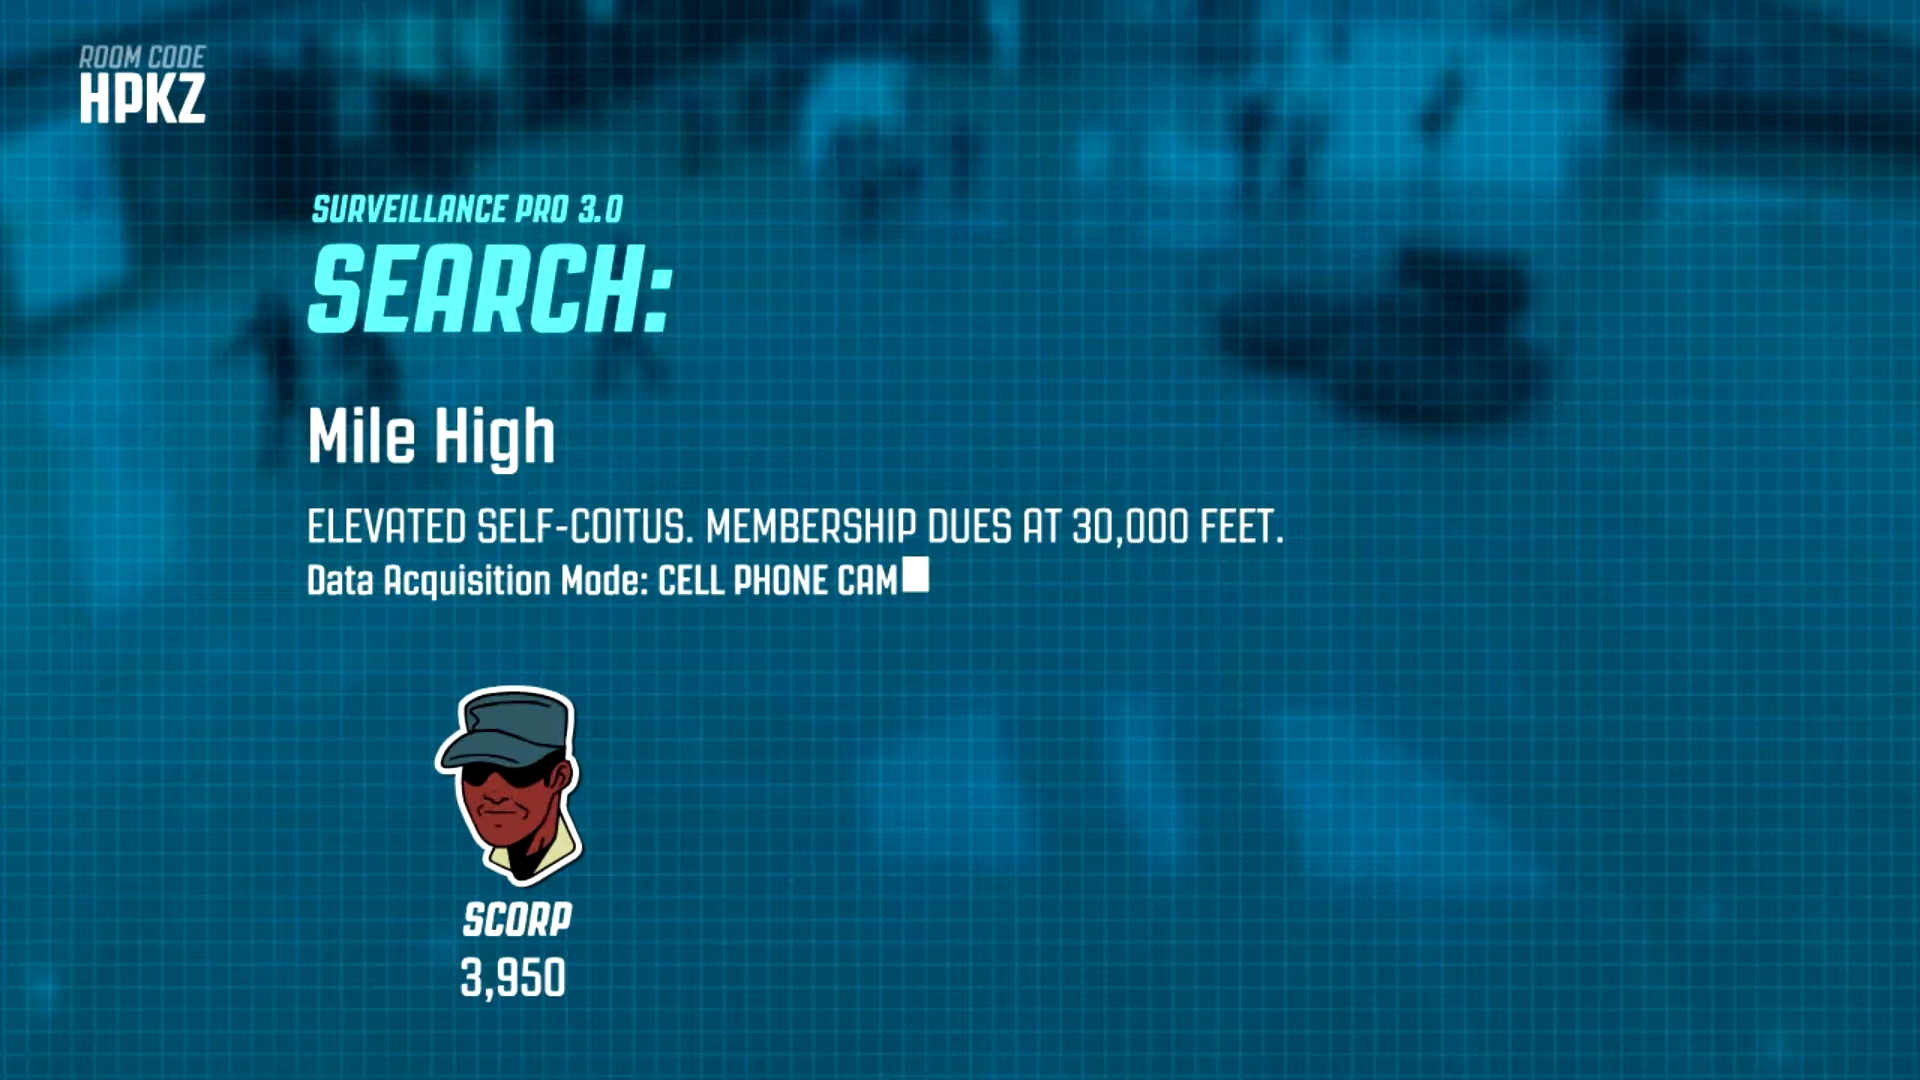 ROOM CODE
HPKZ
SURVEILLANCE PRO 3.0
SEARCH:
Mile High
ELEVATED SELF-COITUS. MEMBERSHIP DUES AT 30,000 FEET.
Data Acquisition Mode: CELL PHONE CAM
SCORP
3,950